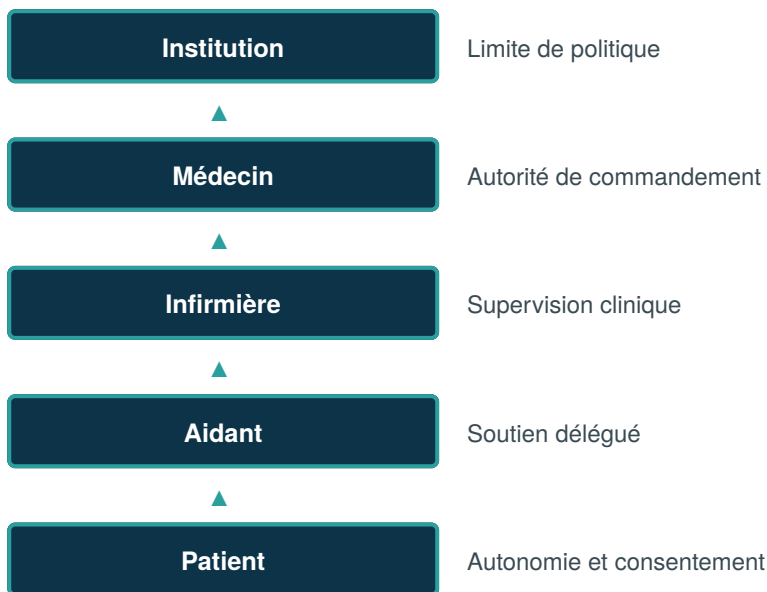 Institution Limite de politique
▲
Médecin Autorité de commandement
▲
Infirmière Supervision clinique
▲
Aidant Soutien délégué
▲
Patient Autonomie et consentement